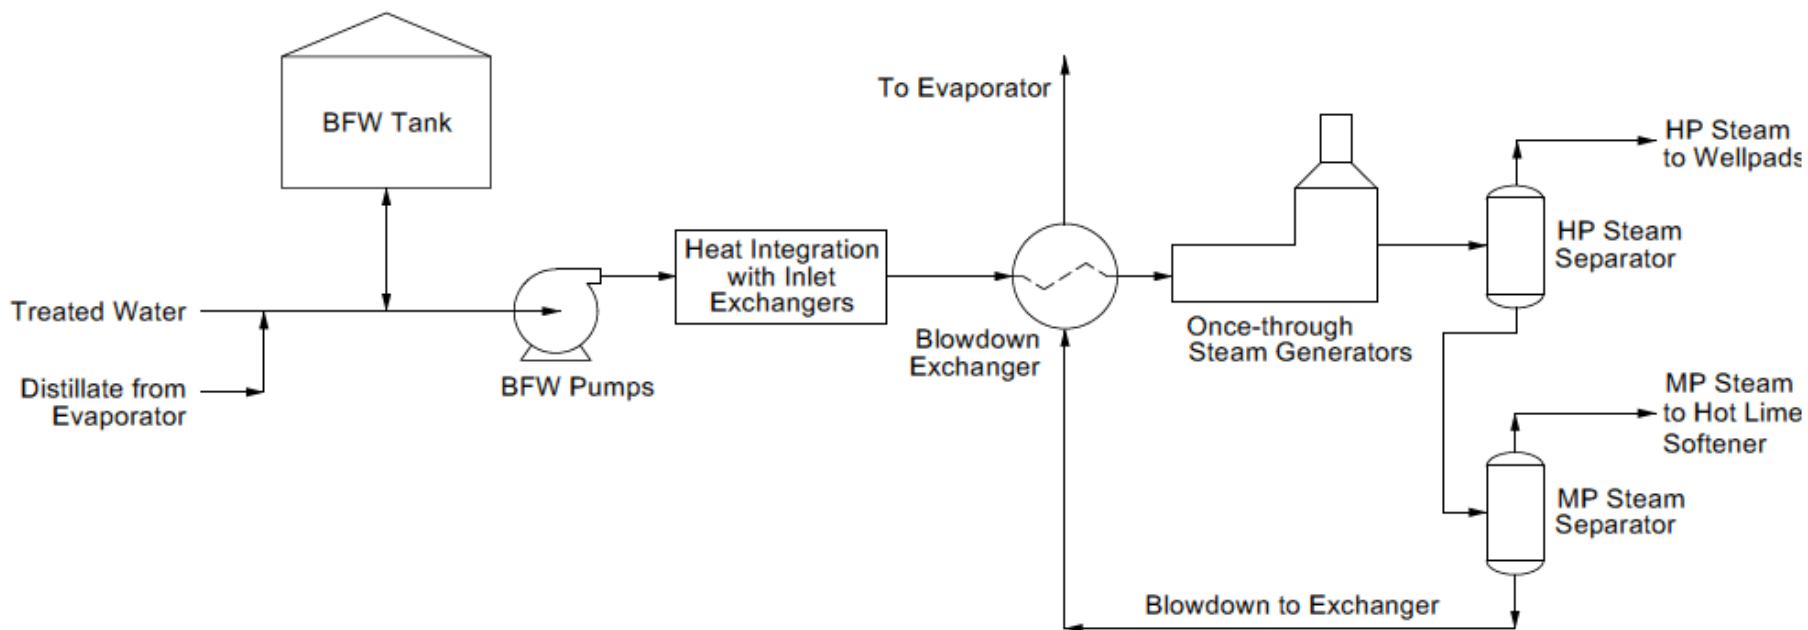 BFW Tank
To Evaporator
HP Steam
to Wellpads
Heat Integration
with Inlet
Exchangers
HP Steam
Separator
Treated Water
Blowdown
Exchanger
Once-through
Steam Generators
Distillate from
Evaporator
BFW Pumps
MP Steam
to Hot Lime
Softener
MP Steam
Separator
Blowdown to Exchanger